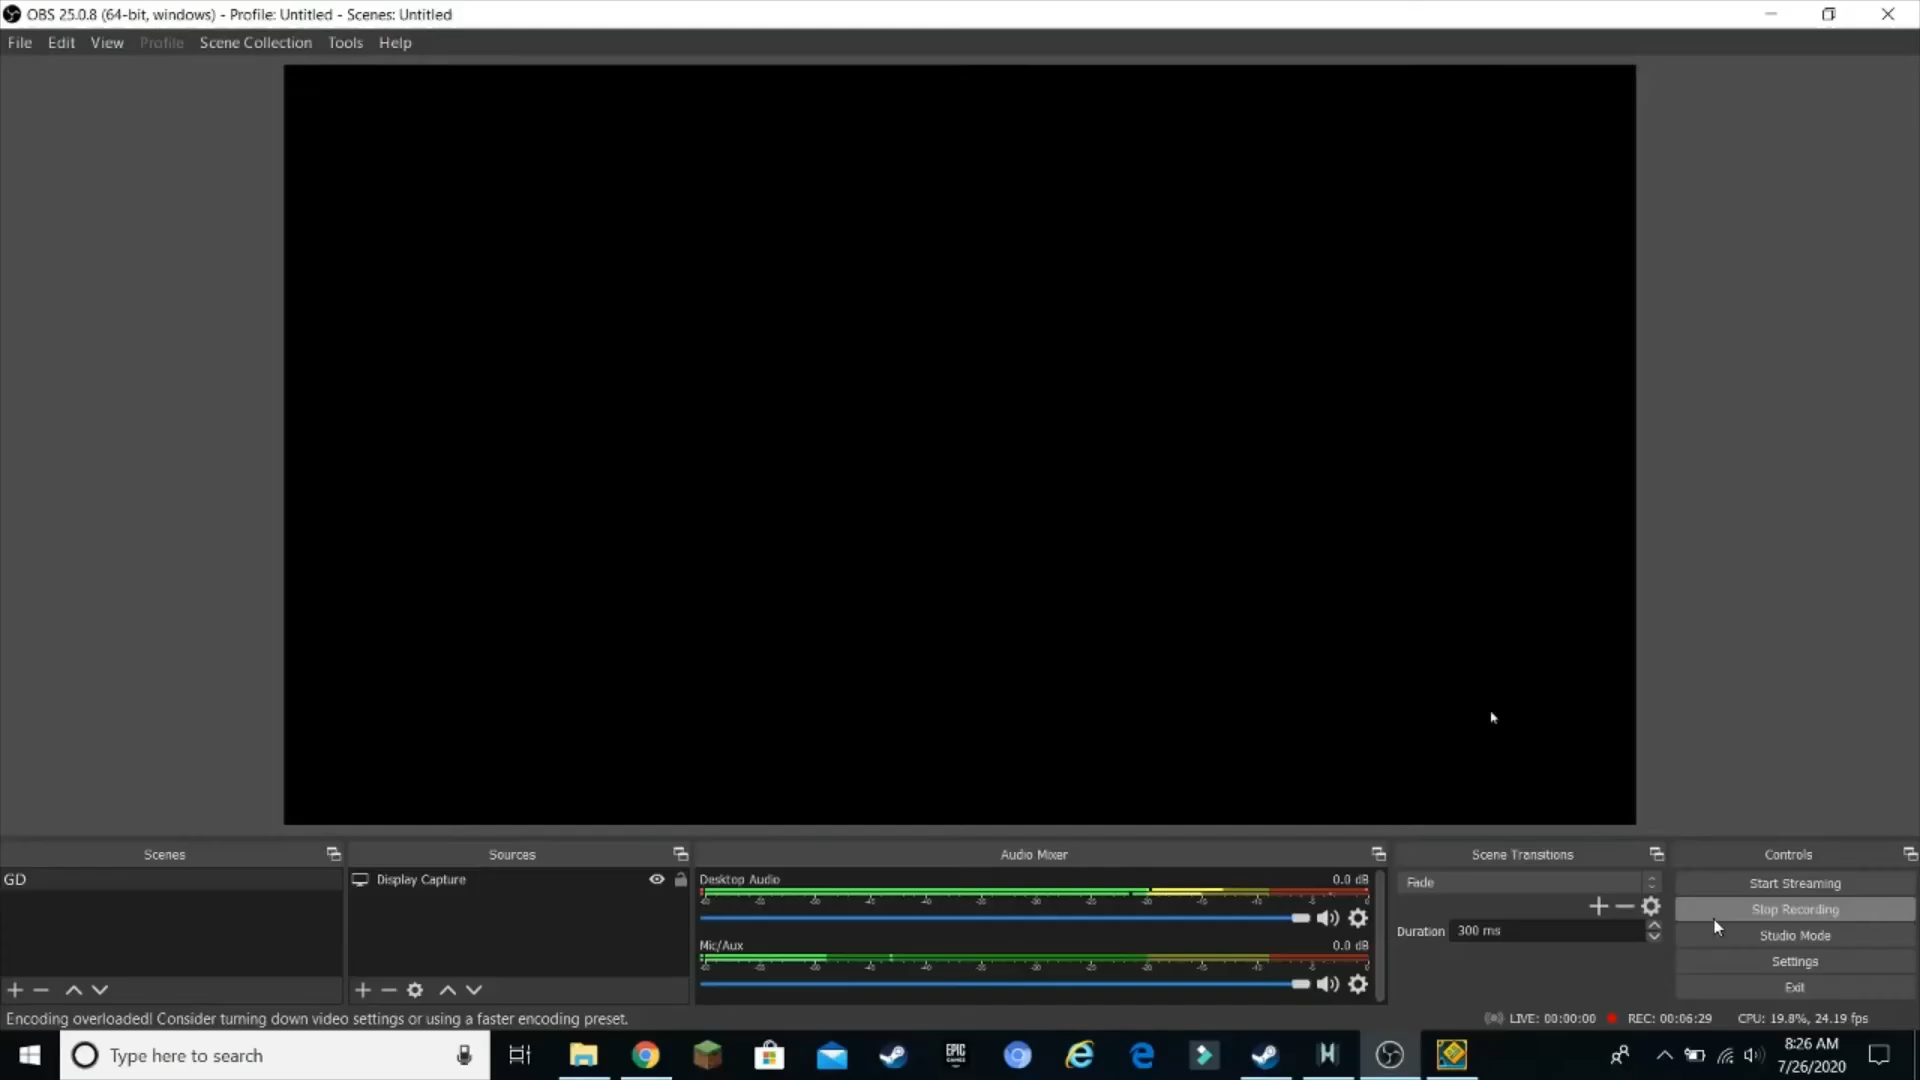 OBS 25.0.8 (64-bit, windows) - Profile: Untitled - Scenes: Untitled
File Edit View Profile Scene Collection Tools Help
Scenes
Sources
Audio Mixer
Scene Transitions
Controls
GD
Display Capture
Desktop Audio 0.0 dB
Mic/Aux 0.0 dB
Fade
Duration 300 ms
Start Streaming
Stop Recording
Studio Mode
Settings
Exit
Encoding overloaded! Consider turning down video settings or using a faster encoding preset.
LIVE: 00:00:00 REC: 00:06:29 CPU: 19.8%, 24.19 fps
Type here to search
EPIC
GAMES
8:26 AM
7/26/2020